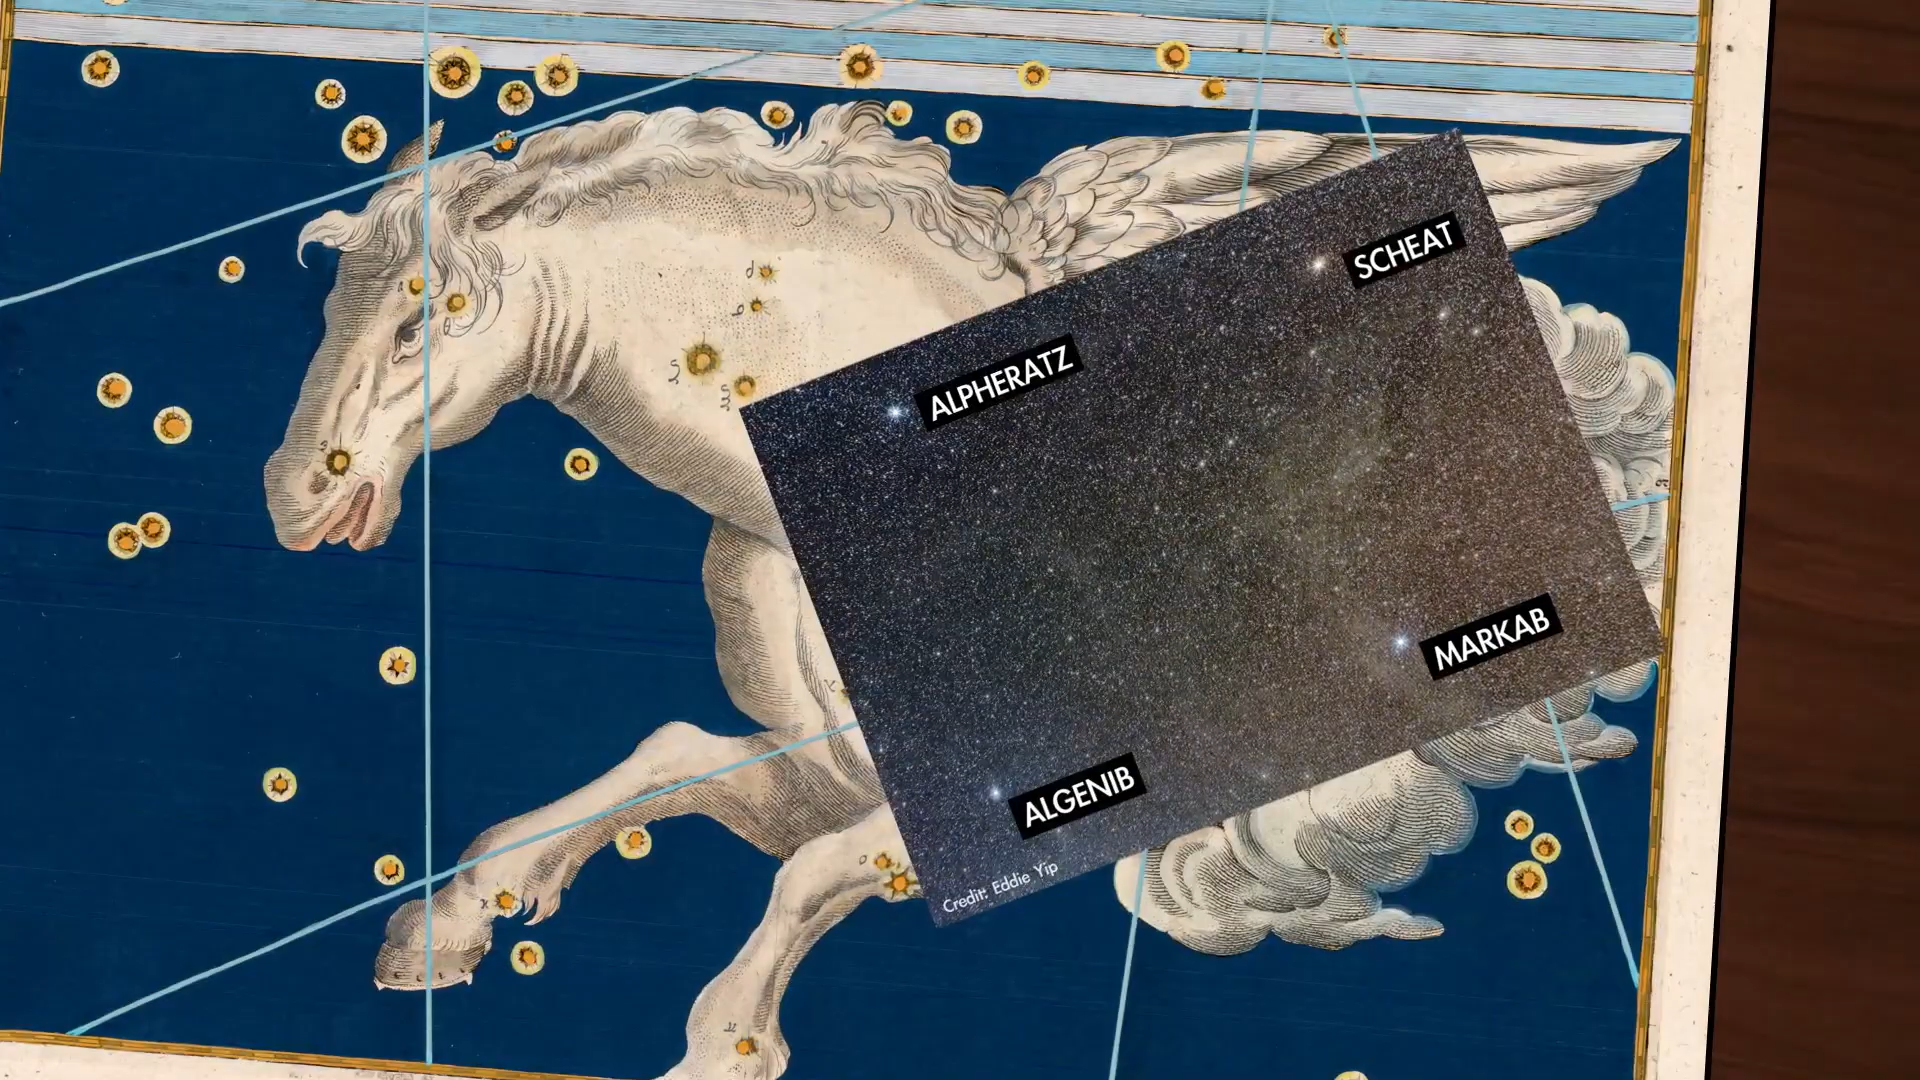 SCHEAT
ALPHERATZ
MARKAB
ALGENIB
Credit: Eddie Yip